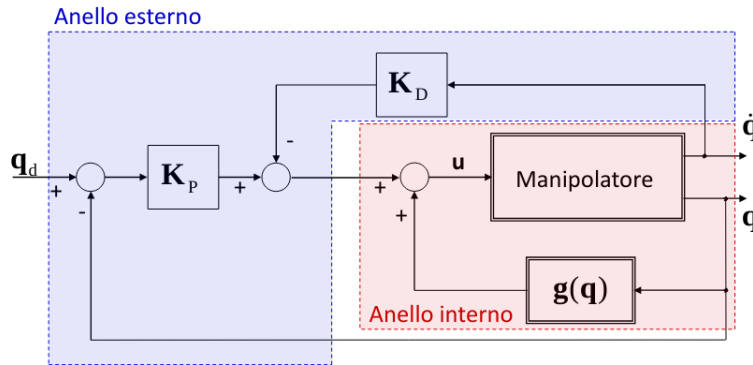 Anello esterno
K_D
q̇
q_d
+
-
K_P
+
-
+
+
u
Manipolatore
q
g(q)
Anello interno